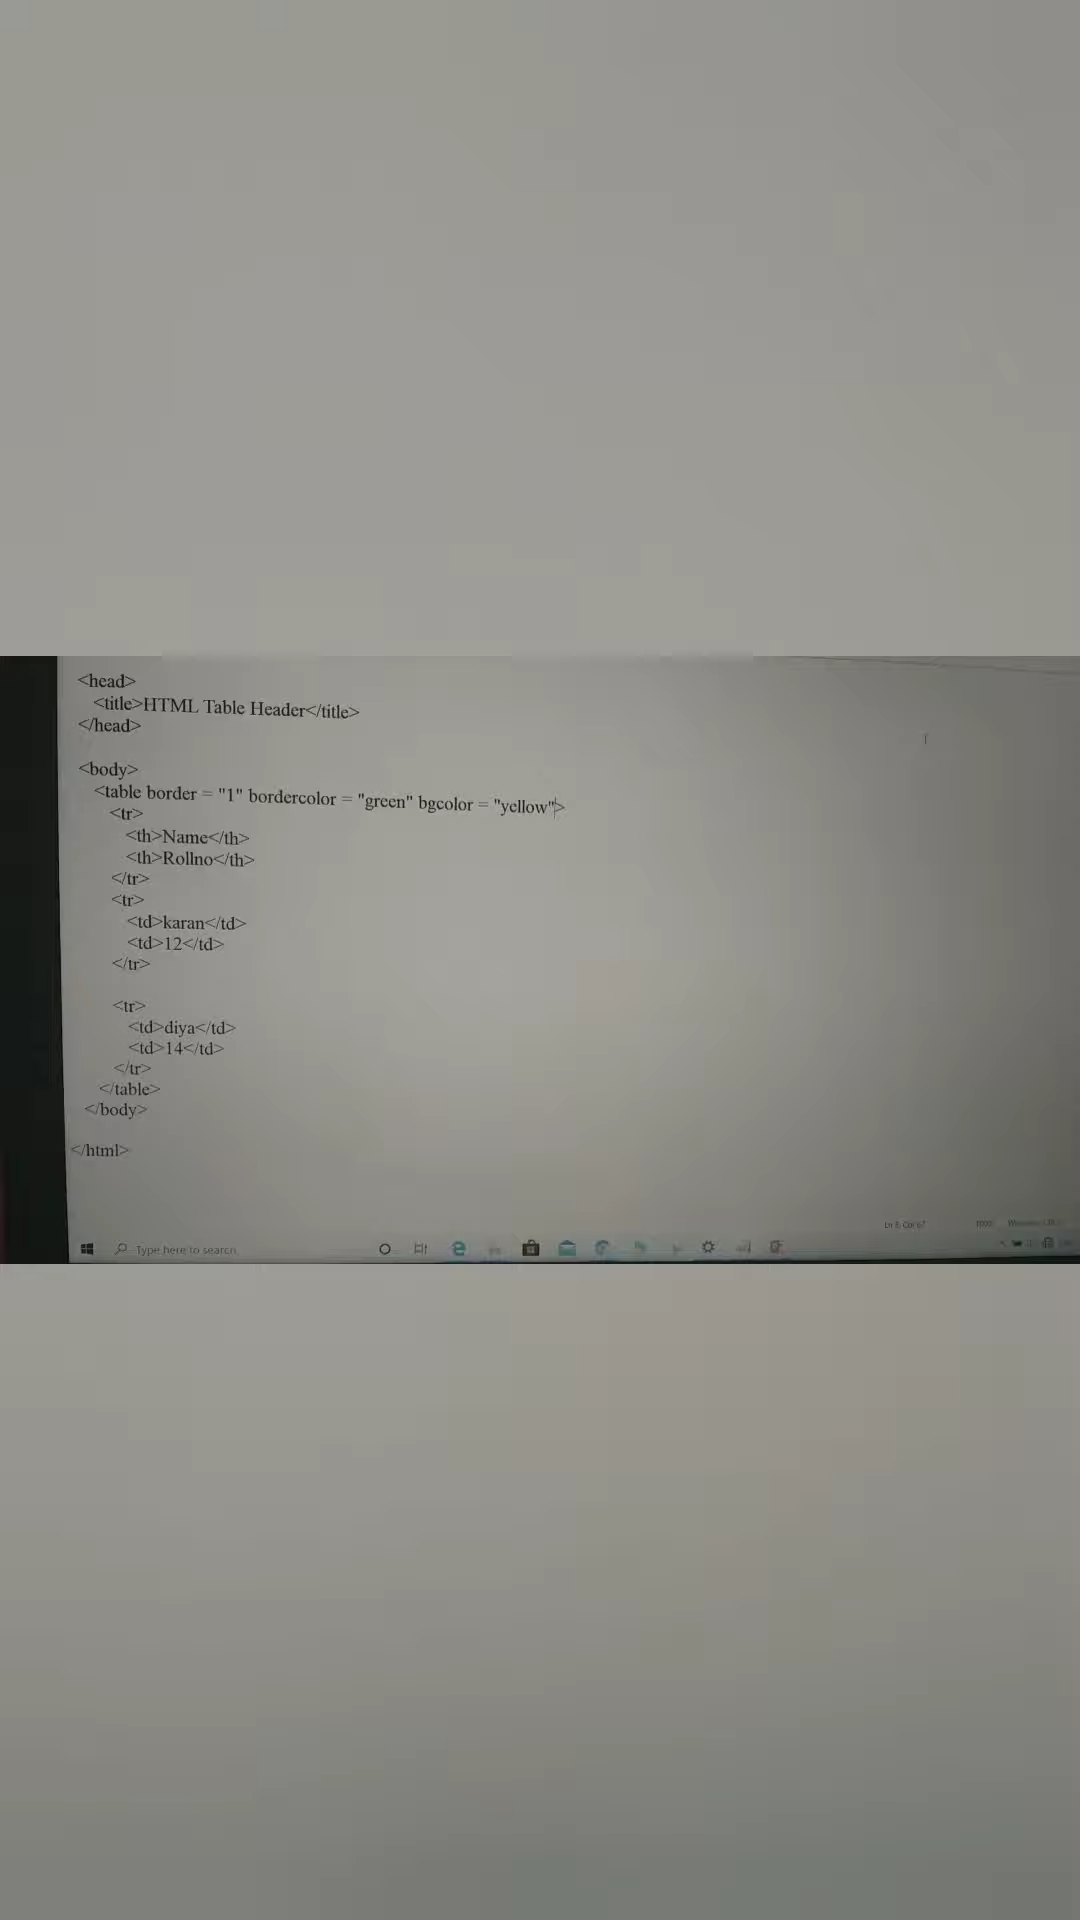 <head>
<title>HTML Table Header</title>
</head>
<body>
<table border = "1" bordercolor = "green" bgcolor = "yellow">
<tr>
<th>Name</th>
<th>Rollno</th>
</tr>
<tr>
<td>karan</td>
<td>12</td>
</tr>
<tr>
<td>diya</td>
<td>14</td>
</tr>
</table>
</body>
</html>
Type here to search